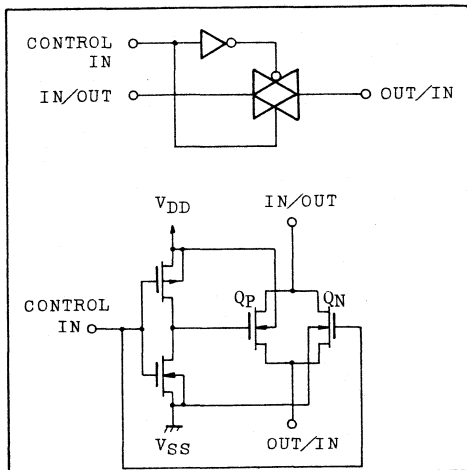 CONTROL
IN
IN/OUT
OUT/IN
VDD
IN/OUT
CONTROL
IN
QP
QN
VSS
OUT/IN